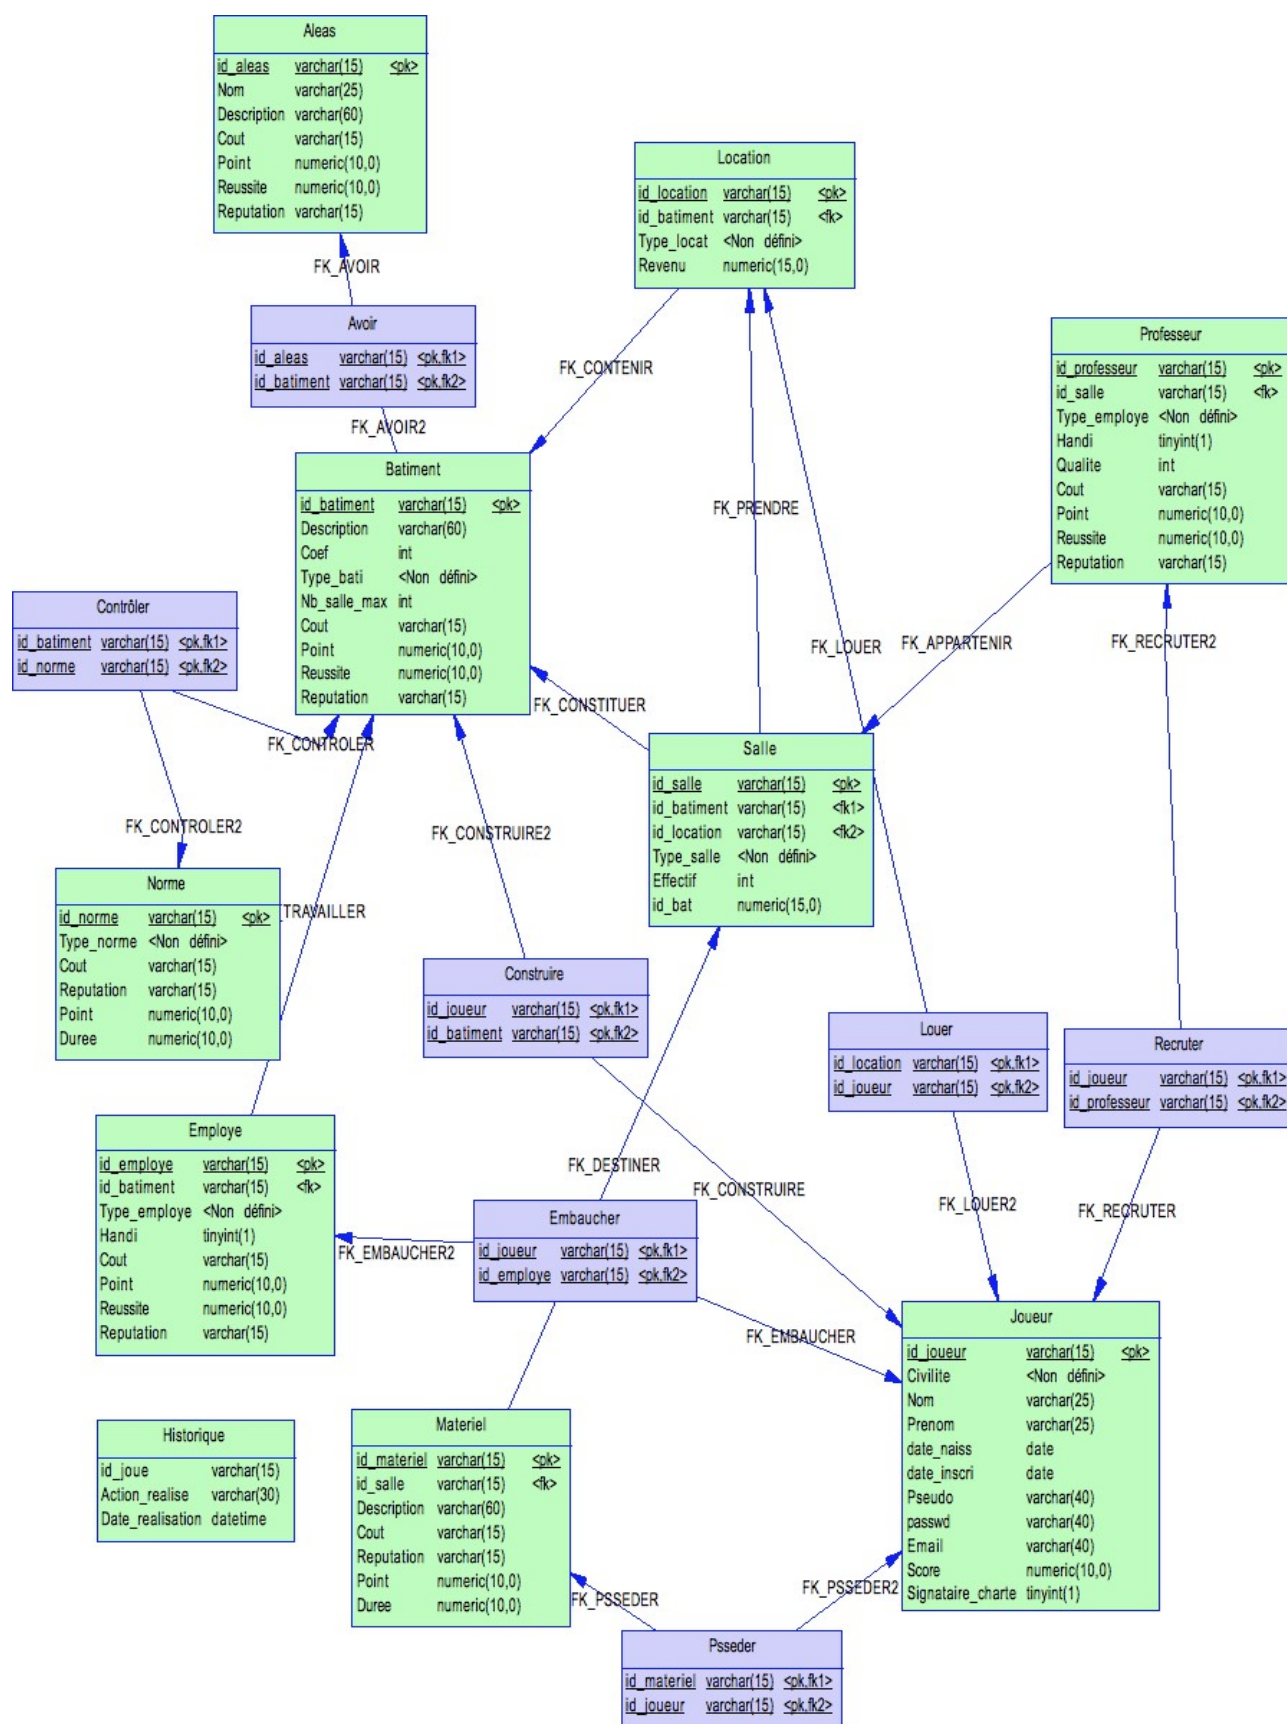 Aleas
id_aleas varchar(15) <pk>
Nom varchar(25)
Description varchar(60)
Cout varchar(15)
Point numeric(10,0)
Reussite numeric(10,0)
Reputation varchar(15)
FK_AVOIR
Avoir
id_aleas varchar(15) <pk,fk1>
id_batiment varchar(15) <pk,fk2>
FK_AVOIR2
Location
id_location varchar(15) <pk>
id_batiment varchar(15) <fk>
Type_locat <Non défini>
Revenu numeric(15,0)
FK_CONTENIR
FK_PRENDRE
Professeur
id_professeur varchar(15) <pk>
id_salle varchar(15) <fk>
Type_employe <Non défini>
Handi tinyint(1)
Qualite int
Cout varchar(15)
Point numeric(10,0)
Reussite numeric(10,0)
Reputation varchar(15)
Batiment
id_batiment varchar(15) <pk>
Description varchar(60)
Coef int
Type_bati <Non défini>
Nb_salle_max int
Cout varchar(15)
Point numeric(10,0)
Reussite numeric(10,0)
Reputation varchar(15)
Contrôler
id_batiment varchar(15) <pk,fk1>
id_norme varchar(15) <pk,fk2>
FK_CONTROLER
FK_CONTROLER2
FK_CONSTITUER
FK_LOUER
FK_APPARTENIR
FK_RECRUTER2
Salle
id_salle varchar(15) <pk>
id_batiment varchar(15) <fk1>
id_location varchar(15) <fk2>
Type_salle <Non défini>
Effectif int
id_bat numeric(15,0)
FK_CONSTRUIRE2
Norme
id_norme varchar(15) <pk>
Type_norme <Non défini>
Cout varchar(15)
Reputation varchar(15)
Point numeric(10,0)
Duree numeric(10,0)
TRAVAILLER
Construire
id_joueur varchar(15) <pk,fk1>
id_batiment varchar(15) <pk,fk2>
Louer
id_location varchar(15) <pk,fk1>
id_joueur varchar(15) <pk,fk2>
Recruter
id_joueur varchar(15) <pk,fk1>
id_professeur varchar(15) <pk,fk2>
Employe
id_employe varchar(15) <pk>
id_batiment varchar(15) <fk>
Type_employe <Non défini>
Handi tinyint(1)
Cout varchar(15)
Point numeric(10,0)
Reussite numeric(10,0)
Reputation varchar(15)
FK_DESTINER
FK_CONSTRUIRE
FK_LOUER2
FK_RECRUTER
FK_EMBAUCHER2
Embaucher
id_joueur varchar(15) <pk,fk1>
id_employe varchar(15) <pk,fk2>
FK_EMBAUCHER
Joueur
id_joueur varchar(15) <pk>
Civilite <Non défini>
Nom varchar(25)
Prenom varchar(25)
date_naiss date
date_inscri date
Pseudo varchar(40)
passwd varchar(40)
Email varchar(40)
Score numeric(10,0)
Signataire_charte tinyint(1)
Historique
id_joue varchar(15)
Action_realise varchar(30)
Date_realisation datetime
Materiel
id_materiel varchar(15) <pk>
id_salle varchar(15) <fk>
Description varchar(60)
Cout varchar(15)
Reputation varchar(15)
Point numeric(10,0)
Duree numeric(10,0)
FK_PSSEDER
FK_PSSEDER2
Psseder
id_materiel varchar(15) <pk,fk1>
id_joueur varchar(15) <pk,fk2>